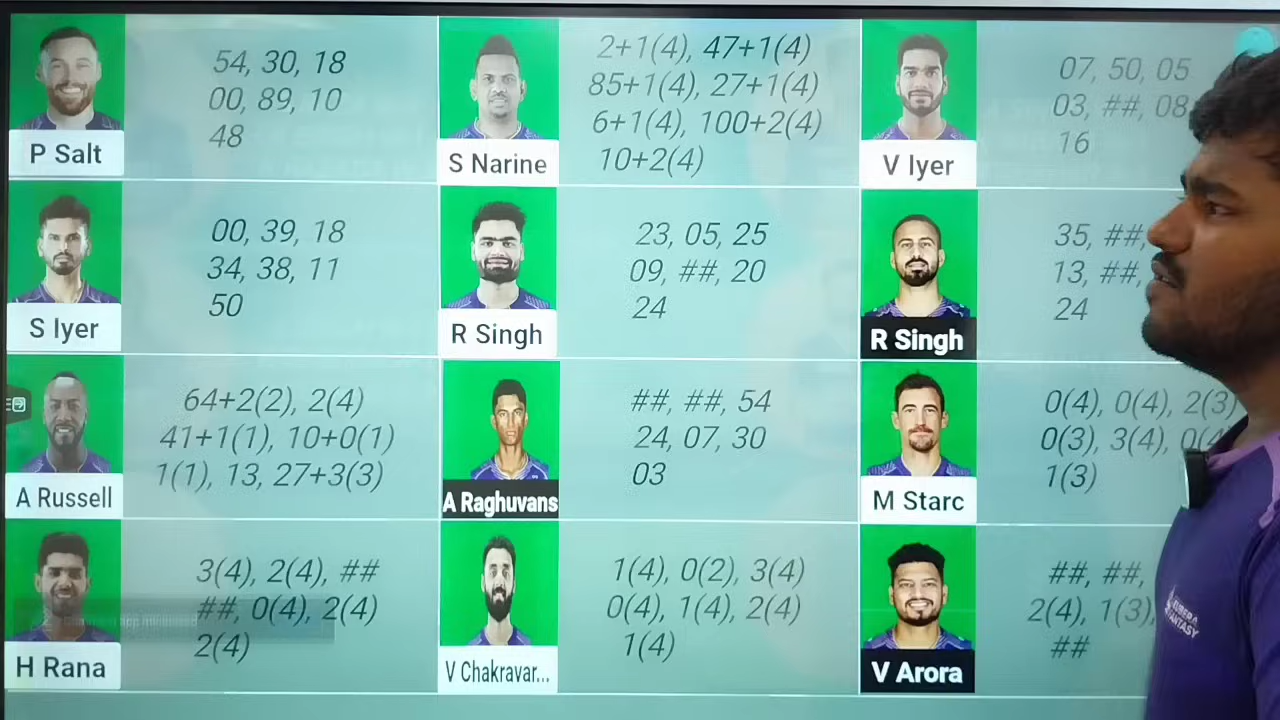 54, 30, 18
00, 89, 10
48
P Salt
2+1(4), 47+1(4)
85+1(4), 27+1(4)
6+1(4), 100+2(4)
10+2(4)
S Narine
07, 50, 05
03, ##, 08
16
V Iyer
00, 39, 18
34, 38, 11
50
S Iyer
23, 05, 25
09, ##, 20
24
R Singh
35, ##,
13, ##,
24
R Singh
64+2(2), 2(4)
41+1(1), 10+0(1)
1(1), 13, 27+3(3)
A Russell
##, ##, 54
24, 07, 30
03
A Raghuvans
0(4), 0(4), 2(3)
0(3), 3(4), 0(4
1(3)
M Starc
3(4), 2(4), ##
##, 0(4), 2(4)
2(4)
H Rana
1(4), 0(2), 3(4)
0(4), 1(4), 2(4)
1(4)
V Chakravar...
##, ##,
2(4), 1(3),
##
V Arora
KUBERA
FANTASY